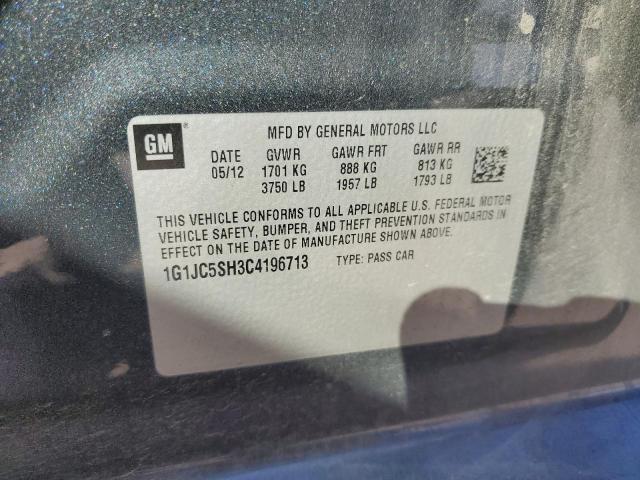 GM ®
MFD BY GENERAL MOTORS LLC
DATE GVWR GAWR FRT GAWR RR
05/12 1701 KG 888 KG 813 KG
3750 LB 1957 LB 1793 LB
THIS VEHICLE CONFORMS TO ALL APPLICABLE U.S. FEDERAL MOTOR
VEHICLE SAFETY, BUMPER, AND THEFT PREVENTION STANDARDS IN
EFFECT ON THE DATE OF MANUFACTURE SHOWN ABOVE.
1G1JC5SH3C4196713 TYPE: PASS CAR